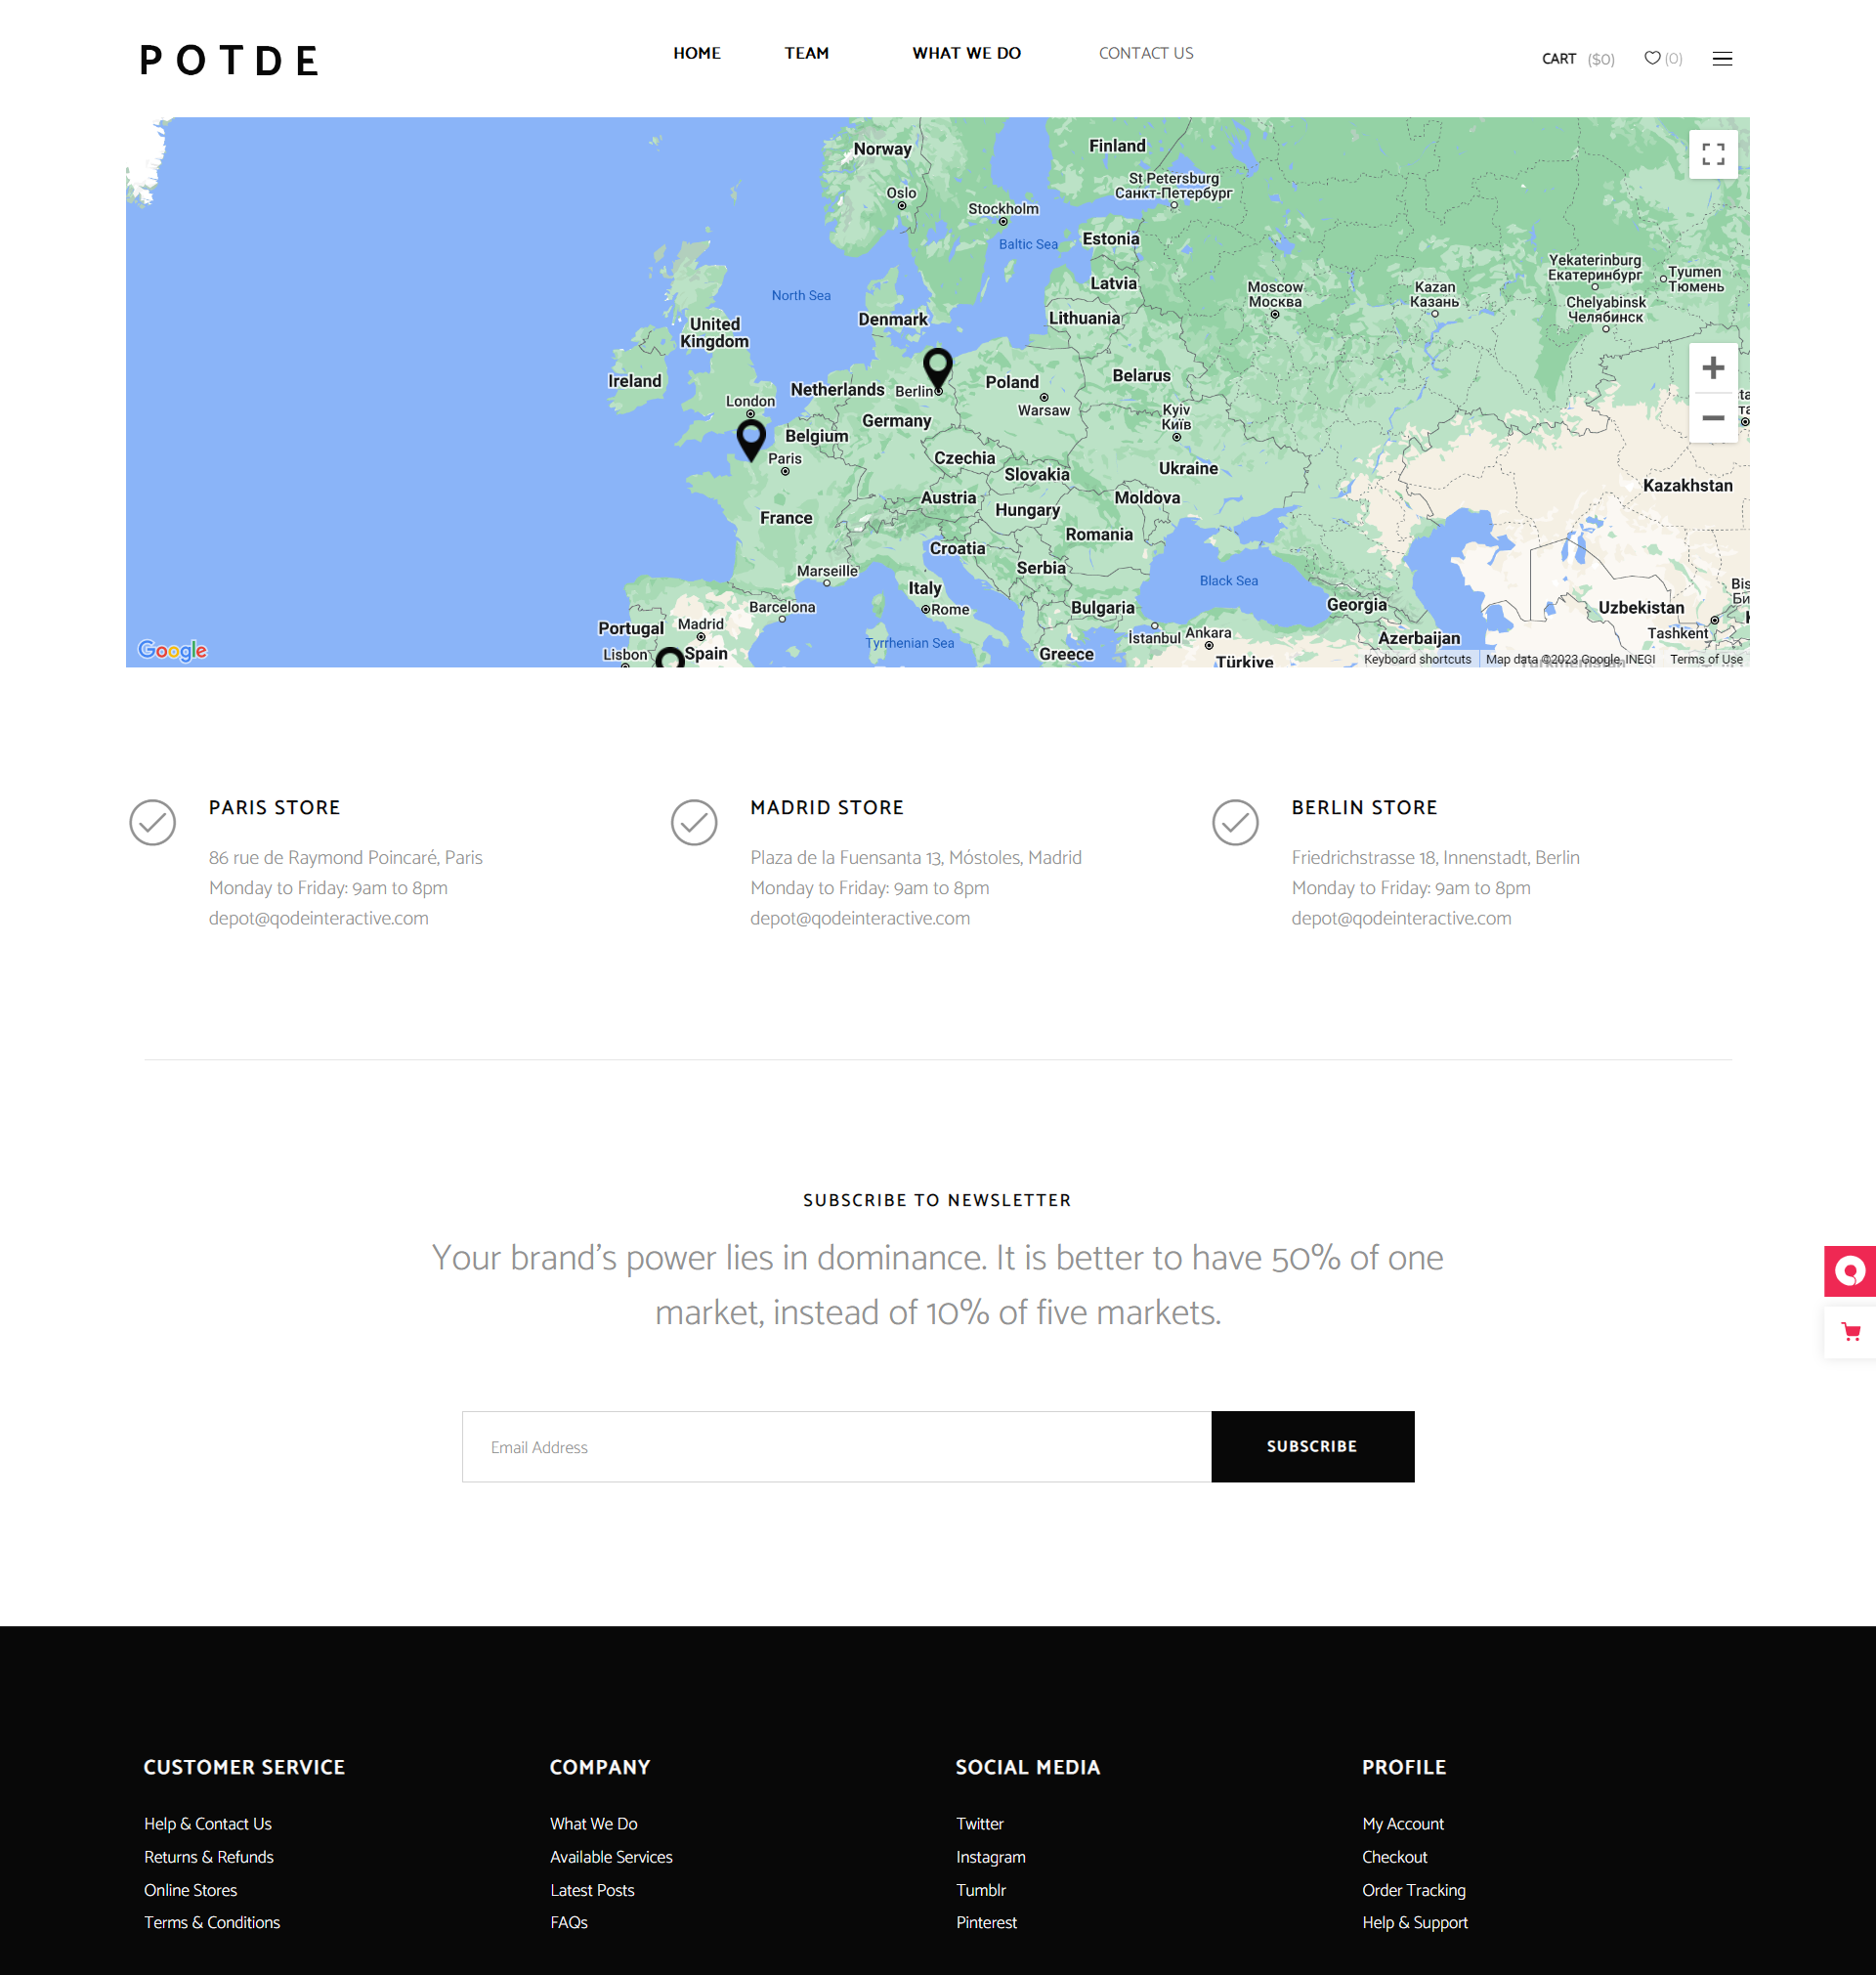 POTDE
HOME TEAM WHAT WE DO CONTACT US
CART ($0) (0)
Norway
Finland
St Petersburg
Санкт-Петербург
Oslo
Stockholm
Baltic Sea
Estonia
Latvia
Lithuania
Moscow
Москва
Kazan
Казань
Yekaterinburg
Екатеринбург
Tyumen
Тюмень
Chelyabinsk
Челябинск
North Sea
Denmark
United
Kingdom
Ireland
London
Netherlands
Berlin
Poland
Warsaw
Belarus
Germany
Belgium
Kyiv
Київ
Paris
Czechia
Slovakia
Ukraine
Kazakhstan
Austria
Hungary
Moldova
France
Romania
Croatia
Serbia
Marseille
Italy
Black Sea
Barcelona
Rome
Bulgaria
Georgia
Uzbekistan
Portugal
Madrid
Spain
Lisbon
Tyrrhenian Sea
Greece
İstanbul
Ankara
Türkiye
Azerbaijan
Tashkent
Google
Keyboard shortcuts Map data ©2023 Google, INEGI Terms of Use
PARIS STORE
86 rue de Raymond Poincaré, Paris
Monday to Friday: 9am to 8pm
depot@qodeinteractive.com
MADRID STORE
Plaza de la Fuensanta 13, Móstoles, Madrid
Monday to Friday: 9am to 8pm
depot@qodeinteractive.com
BERLIN STORE
Friedrichstrasse 18, Innenstadt, Berlin
Monday to Friday: 9am to 8pm
depot@qodeinteractive.com
SUBSCRIBE TO NEWSLETTER
Your brand's power lies in dominance. It is better to have 50% of one
market, instead of 10% of five markets.
Email Address
SUBSCRIBE
CUSTOMER SERVICE
Help & Contact Us
Returns & Refunds
Online Stores
Terms & Conditions
COMPANY
What We Do
Available Services
Latest Posts
FAQs
SOCIAL MEDIA
Twitter
Instagram
Tumblr
Pinterest
PROFILE
My Account
Checkout
Order Tracking
Help & Support